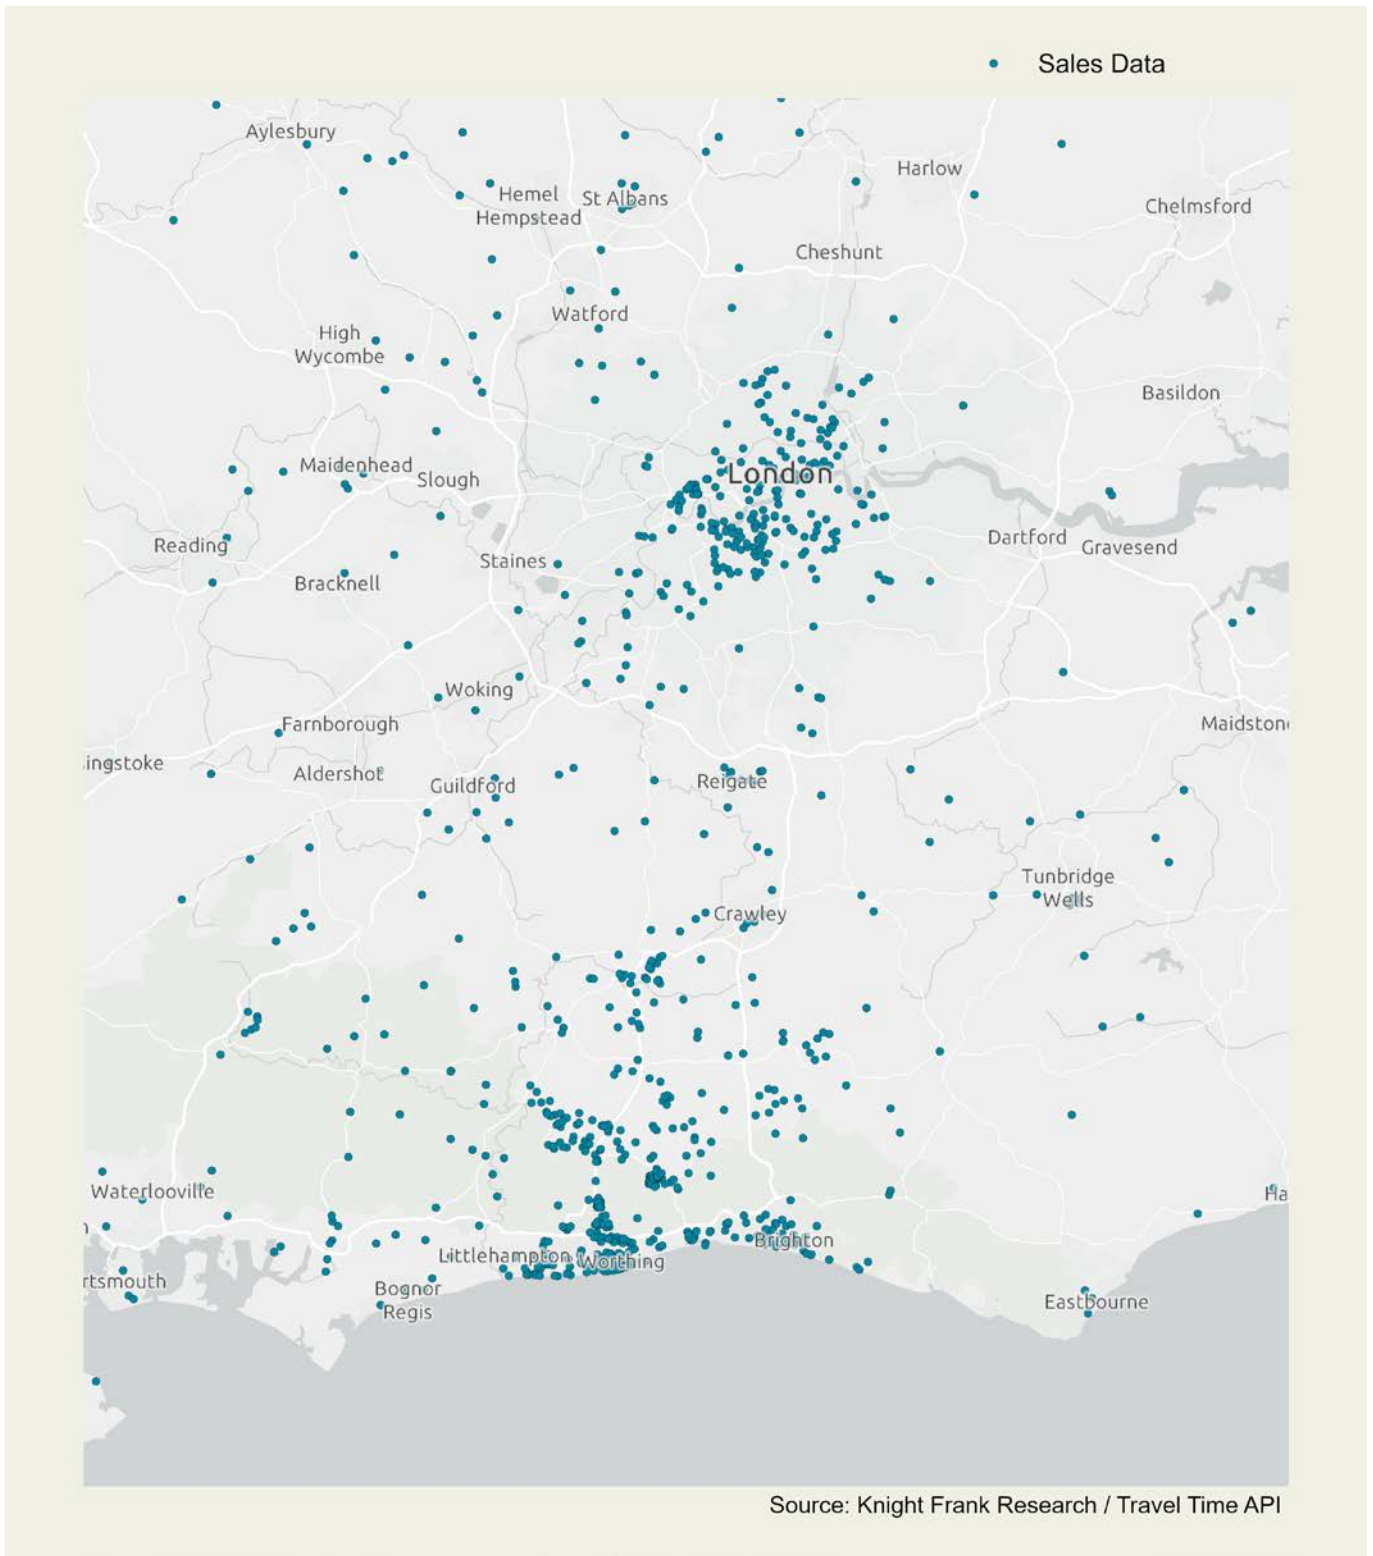 Sales Data
Aylesbury
Harlow
Hemel
Hempstead
St Albans
Chelmsford
Cheshunt
Watford
High
Wycombe
Basildon
Maidenhead
Slough
London
Reading
Staines
Dartford
Gravesend
Bracknell
Woking
Farnborough
Maidston
ingstoke
Aldershot
Guildford
Reigate
Tunbridge
Wells
Crawley
Waterlooville
Ha
Brighton
Littlehampton
Worthing
rtsmouth
Bognor
Regis
Eastbourne
Source: Knight Frank Research / Travel Time API